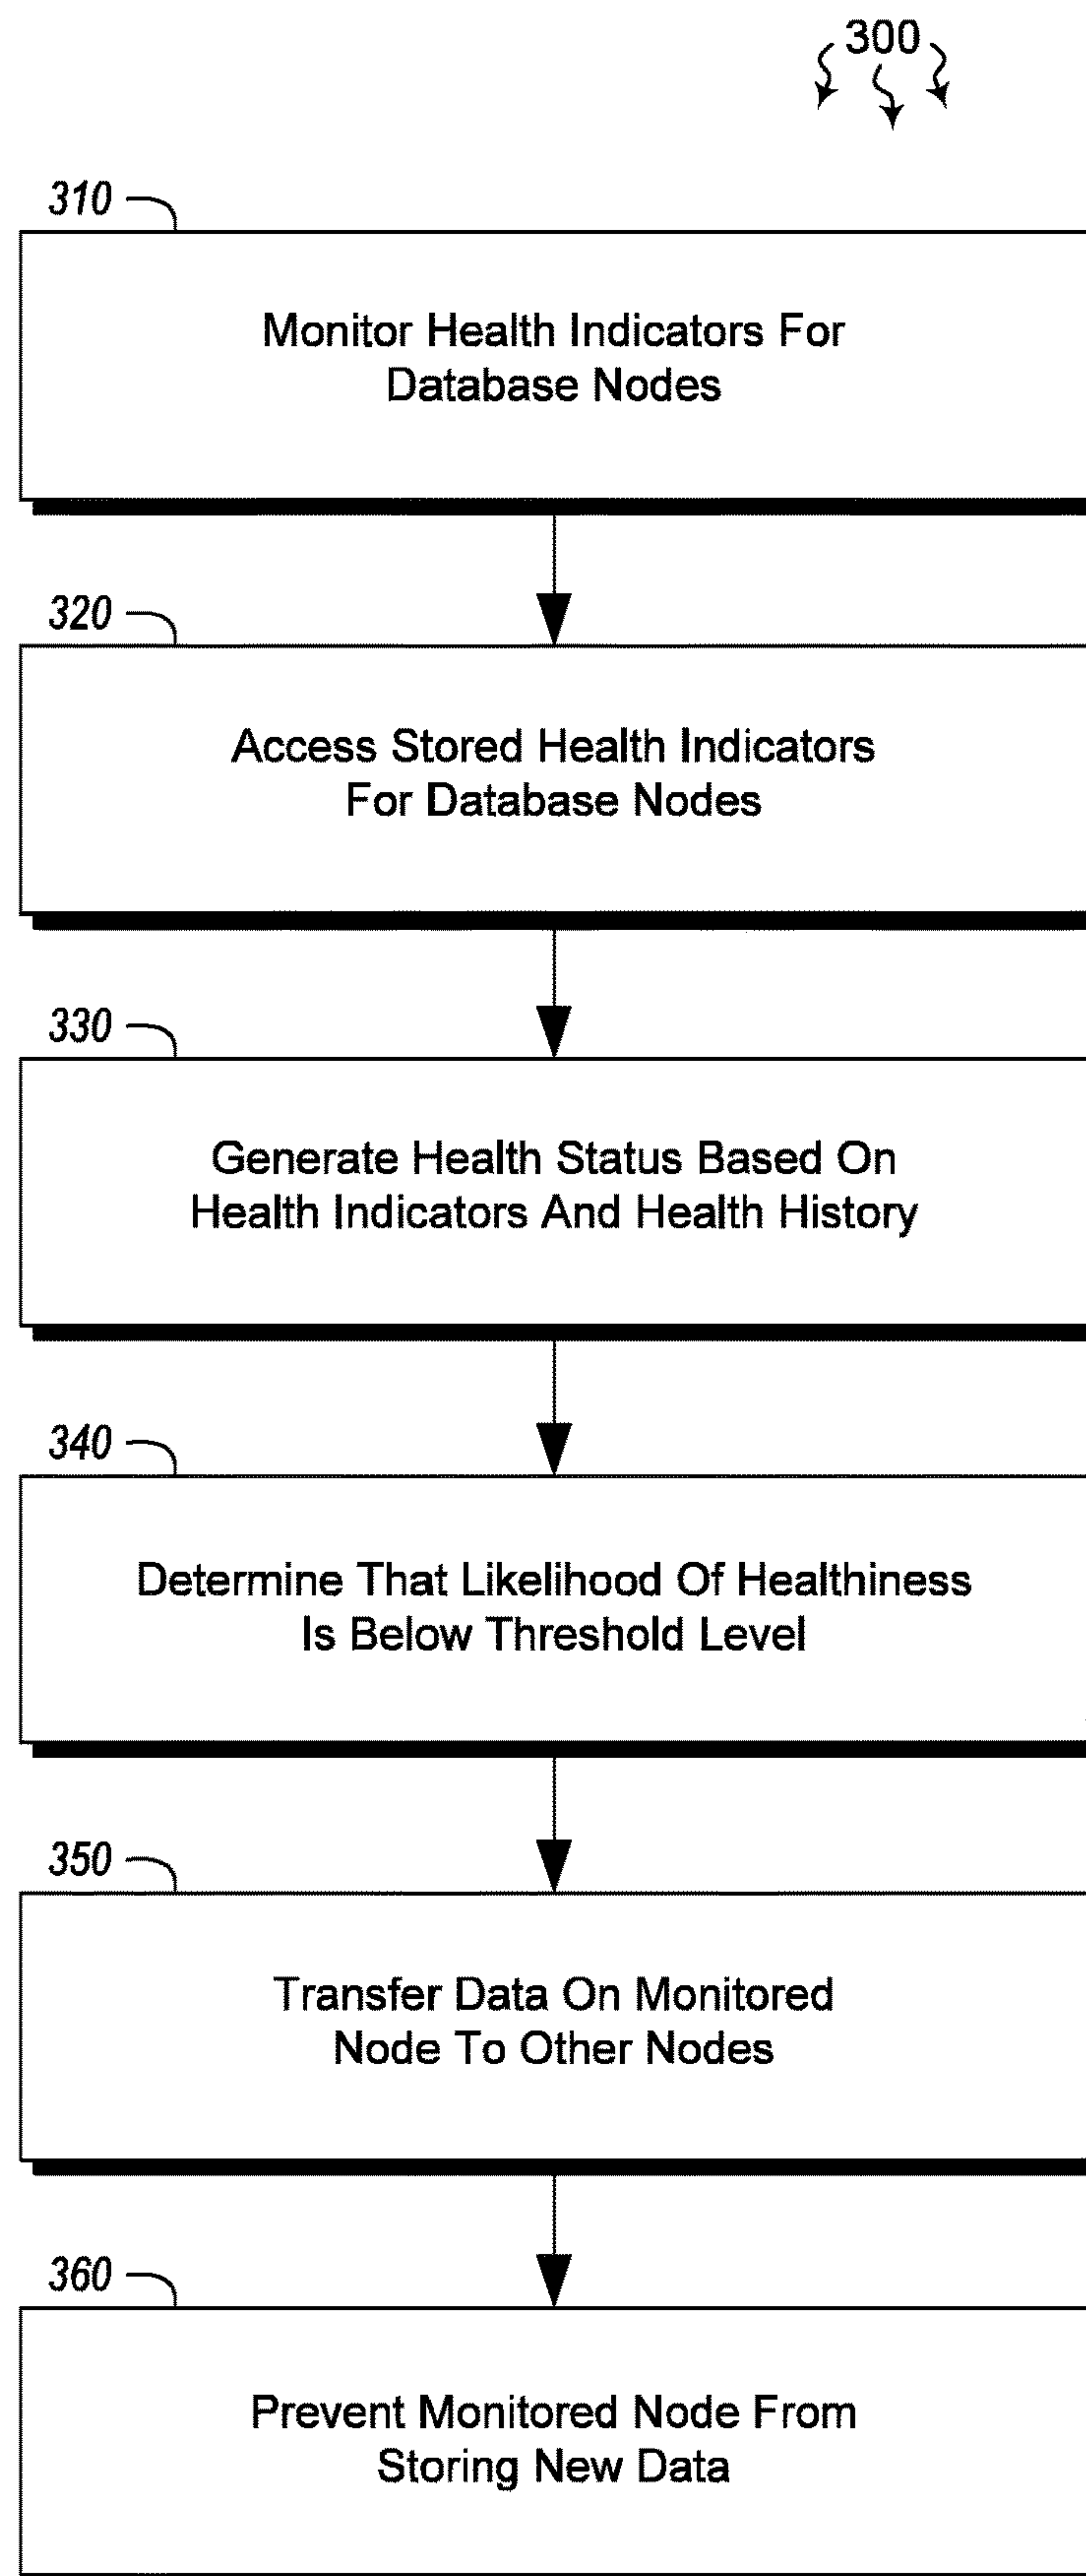 300
310
Monitor Health Indicators For
Database Nodes
320
Access Stored Health Indicators
For Database Nodes
330
Generate Health Status Based On
Health Indicators And Health History
340
Determine That Likelihood Of Healthiness
Is Below Threshold Level
350
Transfer Data On Monitored
Node To Other Nodes
360
Prevent Monitored Node From
Storing New Data